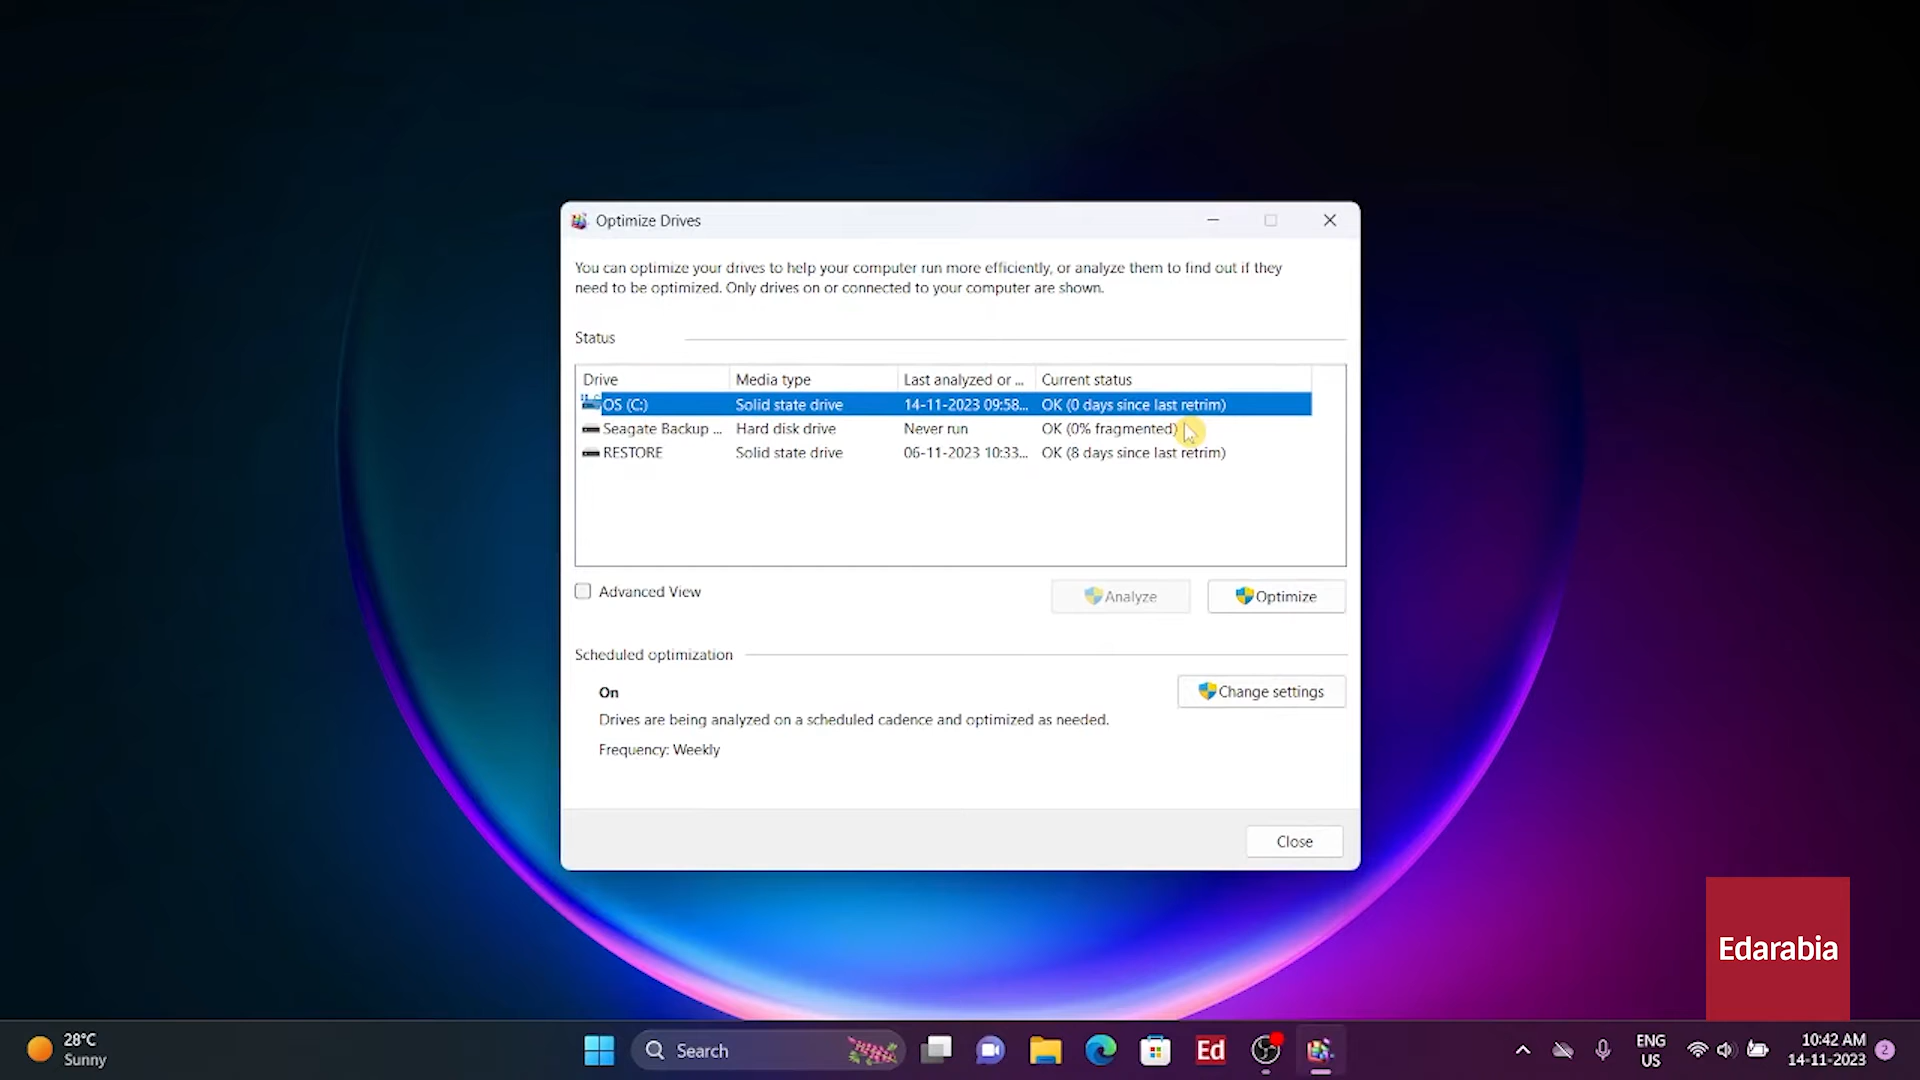 Optimize Drives
You can optimize your drives to help your computer run more efficiently, or analyze them to find out if they
need to be optimized. Only drives on or connected to your computer are shown.
Status
Drive Media type Last analyzed or ... Current status
OS (C:) Solid state drive 14-11-2023 09:58... OK (0 days since last retrim)
Seagate Backup ... Hard disk drive Never run OK (0% fragmented)
RESTORE Solid state drive 06-11-2023 10:33... OK (8 days since last retrim)
Advanced View Analyze Optimize
Scheduled optimization
On Change settings
Drives are being analyzed on a scheduled cadence and optimized as needed.
Frequency: Weekly
Close
Edarabia
28°C
Sunny
Search
Ed
ENG
US
10:42 AM
14-11-2023
2